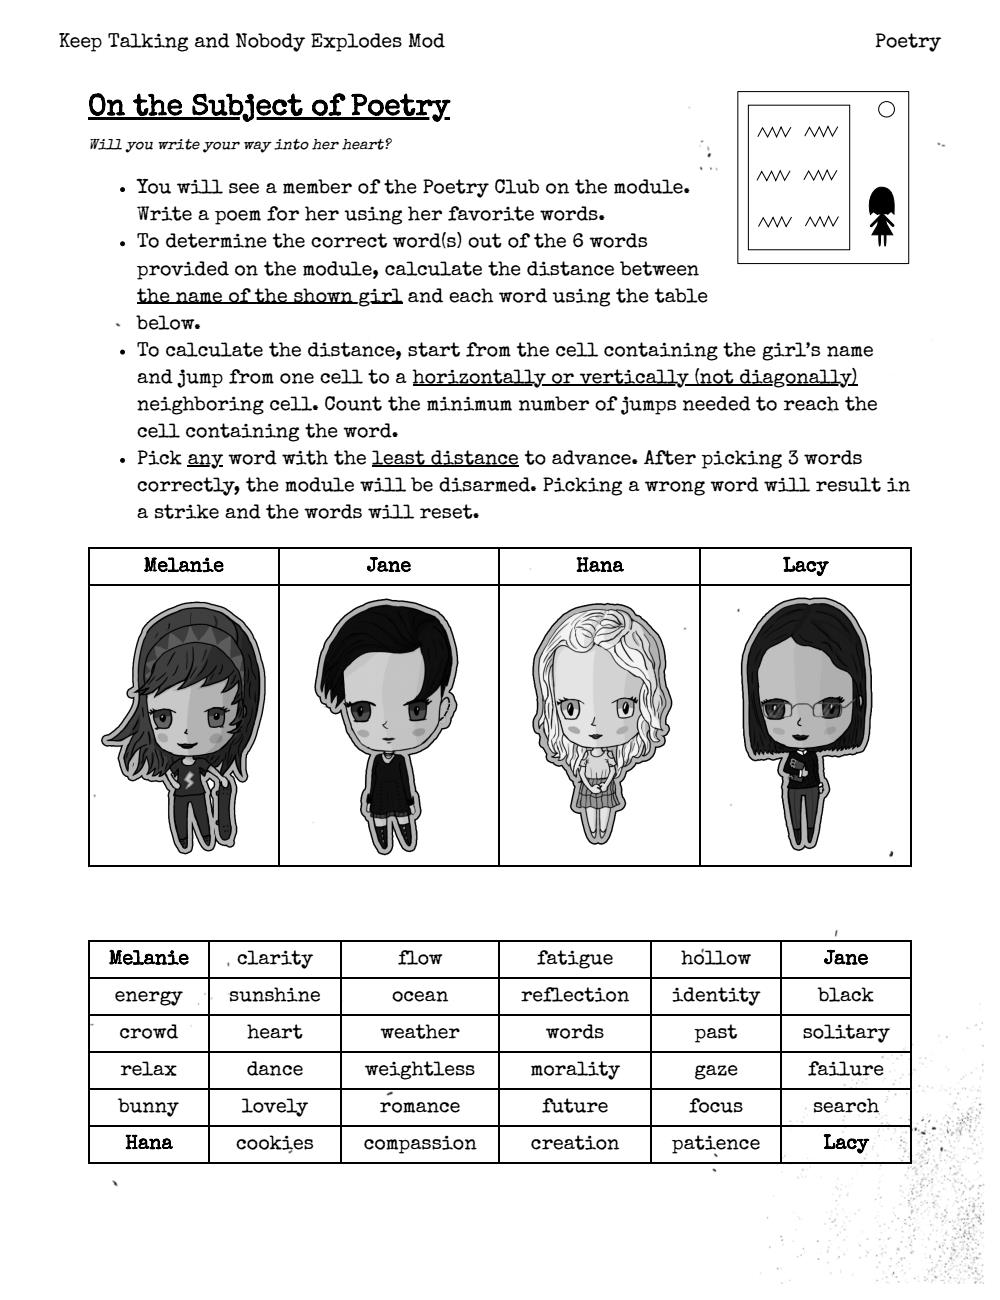 Keep Talking and Nobody Explodes Mod Poetry
On the Subject of Poetry
Will you write your way into her heart?
• You will see a member of the Poetry Club on the module.
Write a poem for her using her favorite words.
• To determine the correct word(s) out of the 6 words
provided on the module, calculate the distance between
the name of the shown girl and each word using the table
below.
• To calculate the distance, start from the cell containing the girl's name
and jump from one cell to a horizontally or vertically (not diagonally)
neighboring cell. Count the minimum number of jumps needed to reach the
cell containing the word.
• Pick any word with the least distance to advance. After picking 3 words
correctly, the module will be disarmed. Picking a wrong word will result in
a strike and the words will reset.
Melanie Jane Hana Lacy
Melanie clarity flow fatigue hollow Jane
energy sunshine ocean reflection identity black
crowd heart weather words past solitary
relax dance weightless morality gaze failure
bunny lovely romance future focus search
Hana cookies compassion creation patience Lacy